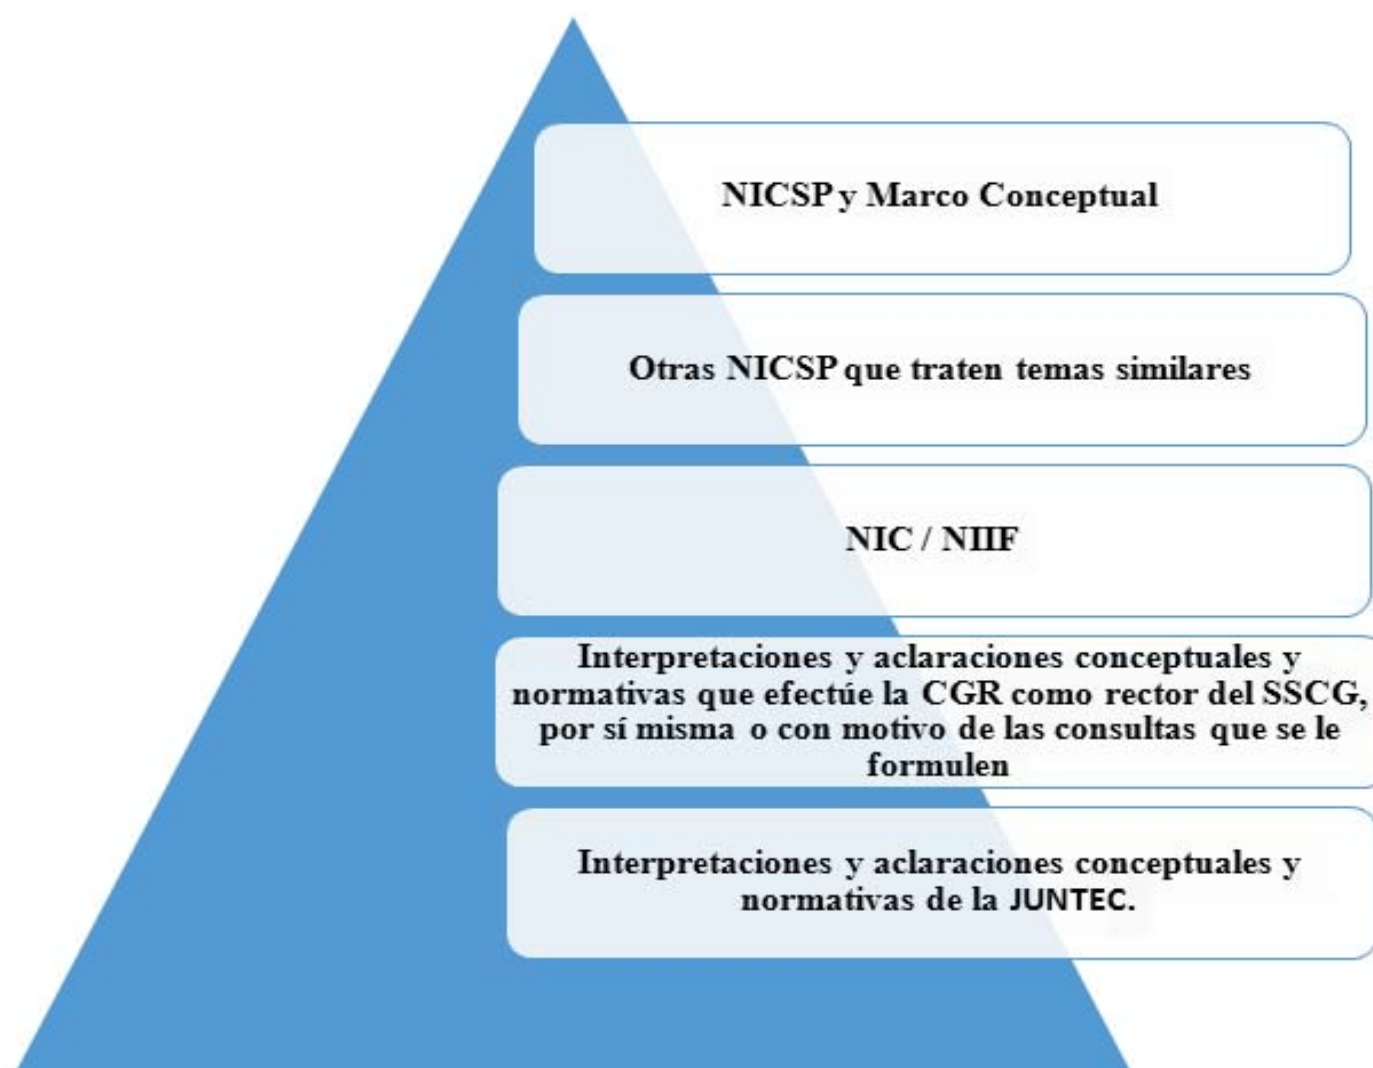 NICSP y Marco Conceptual
Otras NICSP que traten temas similares
NIC / NIIF
Interpretaciones y aclaraciones conceptuales y
normativas que efectúe la CGR como rector del SSCG,
por sí misma o con motivo de las consultas que se le
formulen
Interpretaciones y aclaraciones conceptuales y
normativas de la JUNTEC.